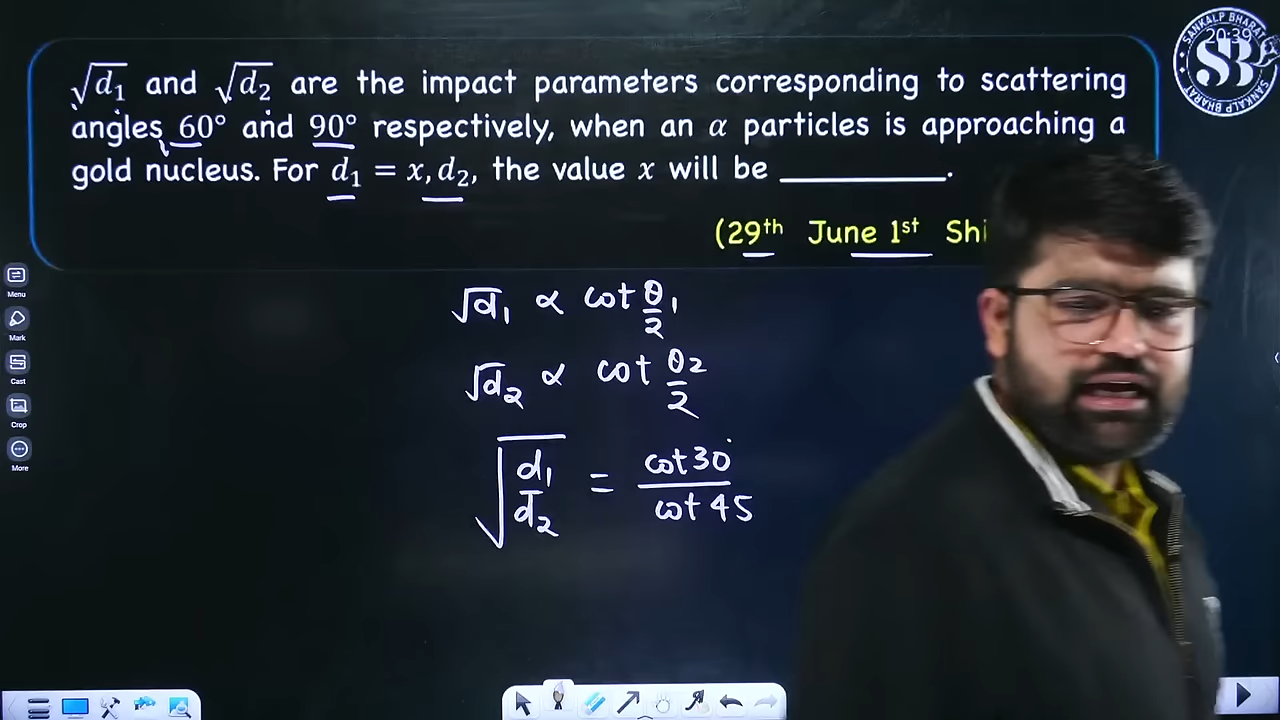 √d₁ and √d₂ are the impact parameters corresponding to scattering
angles 60° and 90° respectively, when an α particles is approaching a
gold nucleus. For d₁ = x, d₂, the value x will be __________.
(29th June 1st Shi
√d₁ α cot θ₁/2
√d₂ α cot θ₂/2
√(d₁/d₂) = cot 30°/cot 45
SANKALP BHARAT
20:39
SB
SANKALP BHARAT
Menu
Mark
Cast
Crop
More